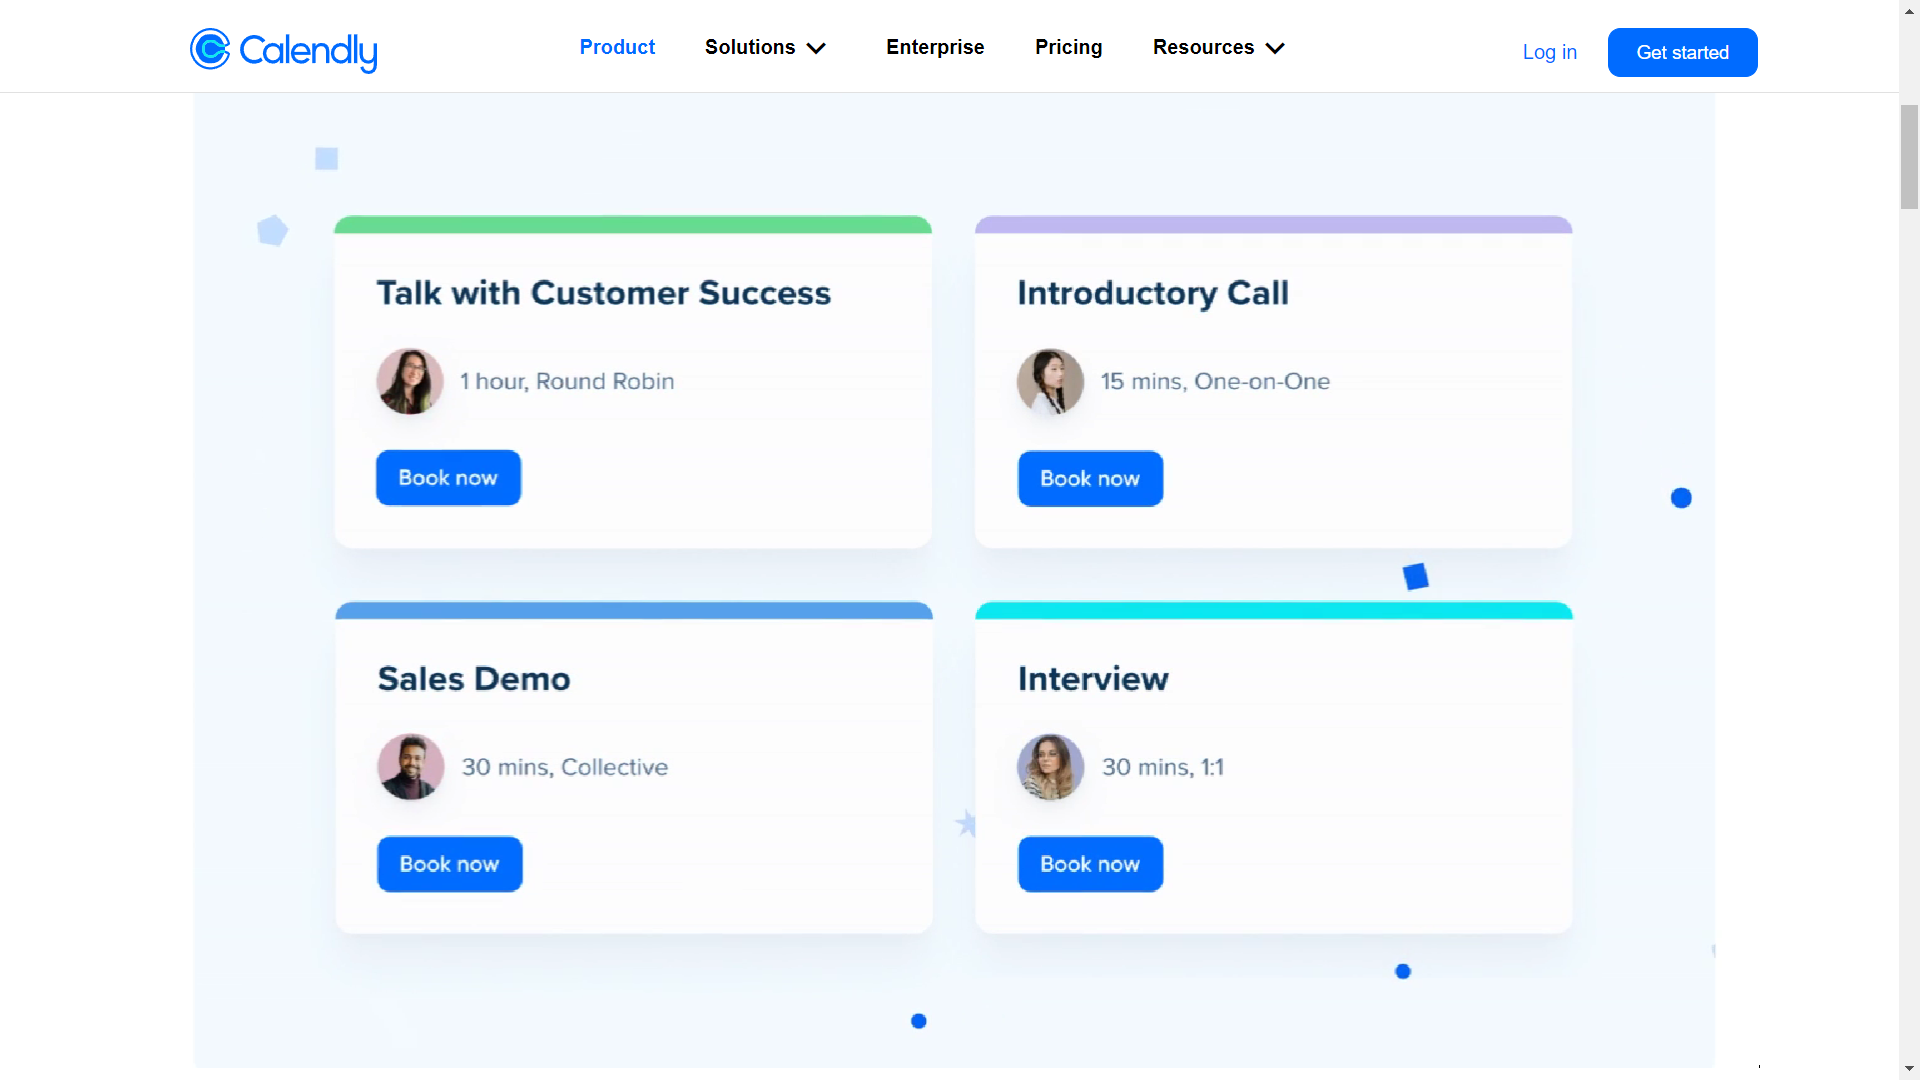 Calendly
Product
Solutions
Enterprise
Pricing
Resources
Log in
Get started
Talk with Customer Success
1 hour, Round Robin
Book now
Introductory Call
15 mins, One-on-One
Book now
Sales Demo
30 mins, Collective
Book now
Interview
30 mins, 1:1
Book now